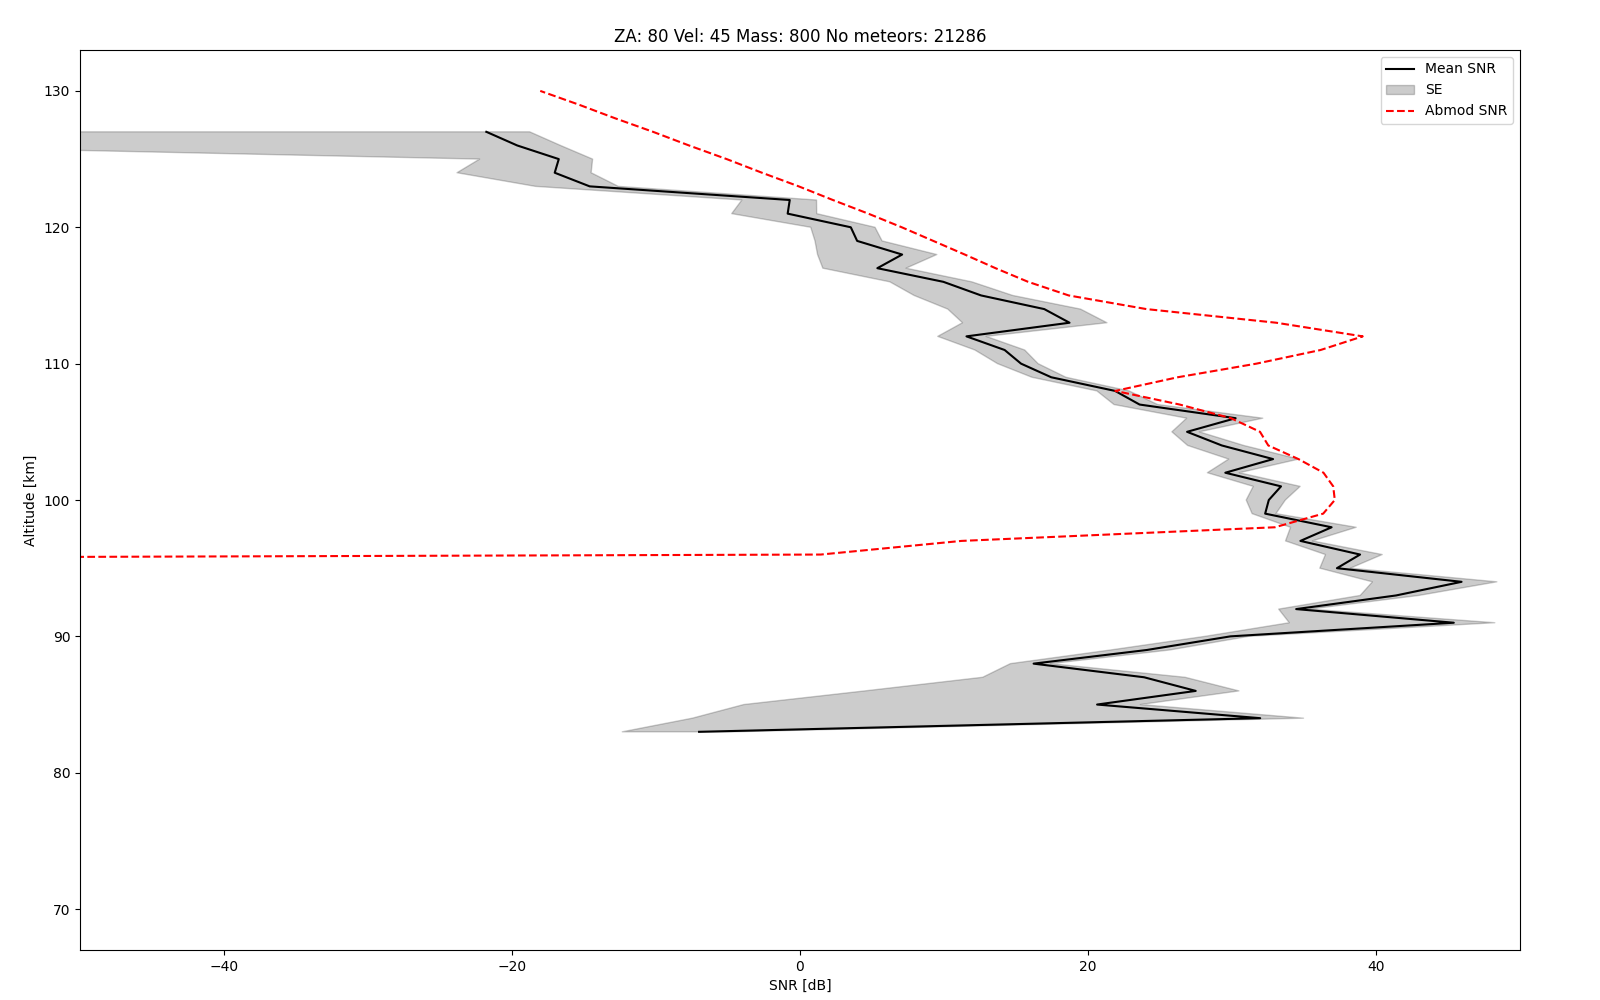 ZA: 80 Vel: 45 Mass: 800 No meteors: 21286
Mean SNR
SE
Abmod SNR
130
120
110
100
90
80
70
Altitude [km]
−40
−20
0
20
40
SNR [dB]